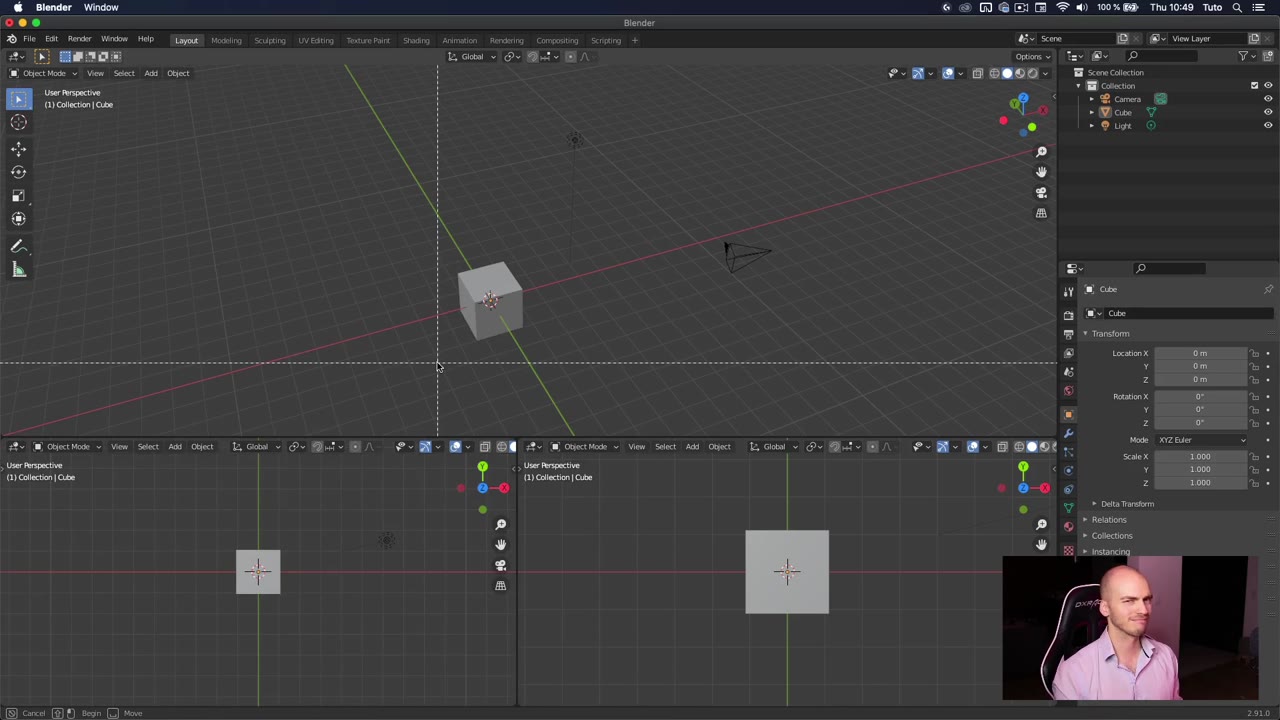 Blender Window 100 % Thu 10:49 Tuto
Blender
File Edit Render Window Help Layout Modeling Sculpting UV Editing Texture Paint Shading Animation Rendering Compositing Scripting + Scene View Layer
Global Options
Object Mode View Select Add Object
User Perspective
(1) Collection | Cube
Scene Collection
Collection
Camera
Cube
Light
Z
Cube
Cube
Transform
Location X 0 m
Y 0 m
Z 0 m
Rotation X 0°
Y 0°
Z 0°
Mode XYZ Euler
Scale X 1.000
Y 1.000
Z 1.000
Delta Transform
Relations
Collections
Instancing
Object Mode View Select Add Object Global
User Perspective
(1) Collection | Cube
Y
Z X
Object Mode View Select Add Object Global
User Perspective
(1) Collection | Cube
Y
Z X
Cancel Begin Move 2.91.0